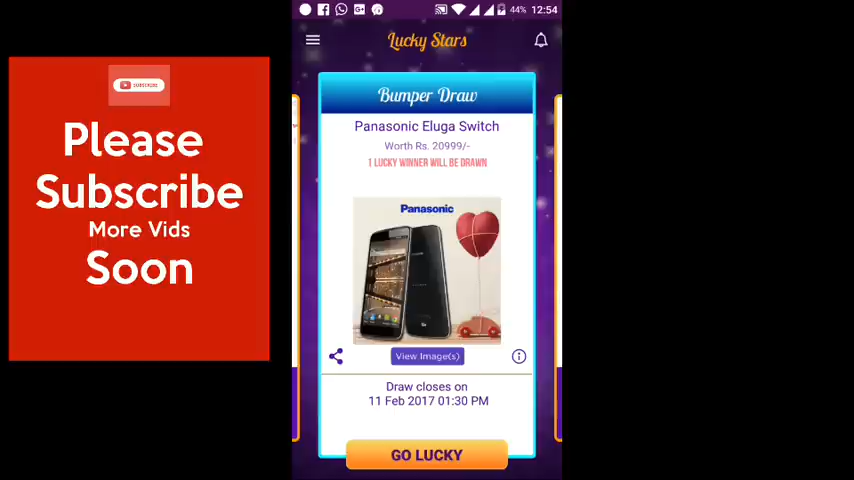 SUBSCRIBE
Please
Subscribe
More Vids
Soon
44% 12:54
Lucky Stars
Bumper Draw
Panasonic Eluga Switch
Worth Rs. 20999/-
1 LUCKY WINNER WILL BE DRAWN
Panasonic
View Image(s)
Draw closes on
11 Feb 2017 01:30 PM
GO LUCKY